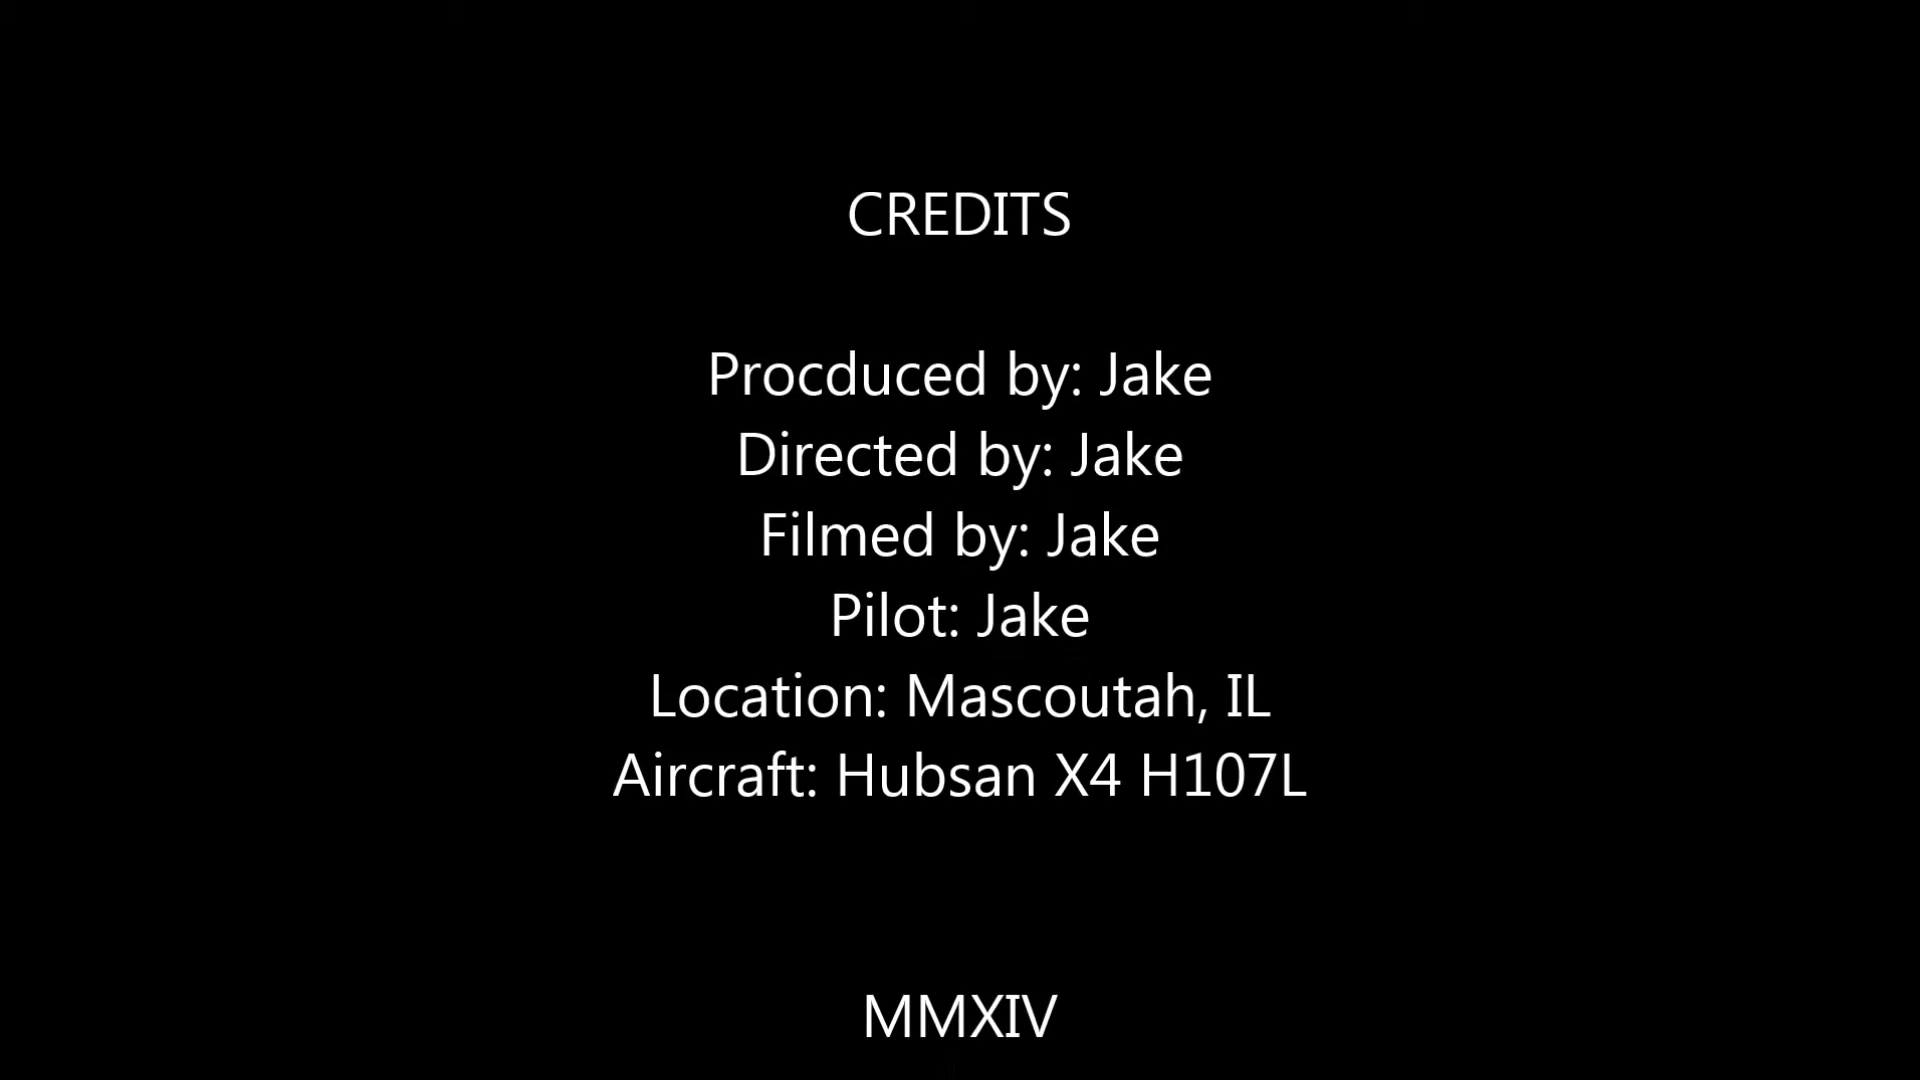 CREDITS
Procduced by: Jake
Directed by: Jake
Filmed by: Jake
Pilot: Jake
Location: Mascoutah, IL
Aircraft: Hubsan X4 H107L
MMXIV